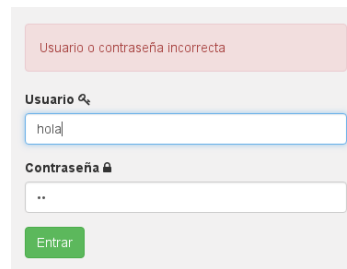 Usuario o contraseña incorrecta
Usuario
hola
Contraseña
••
Entrar